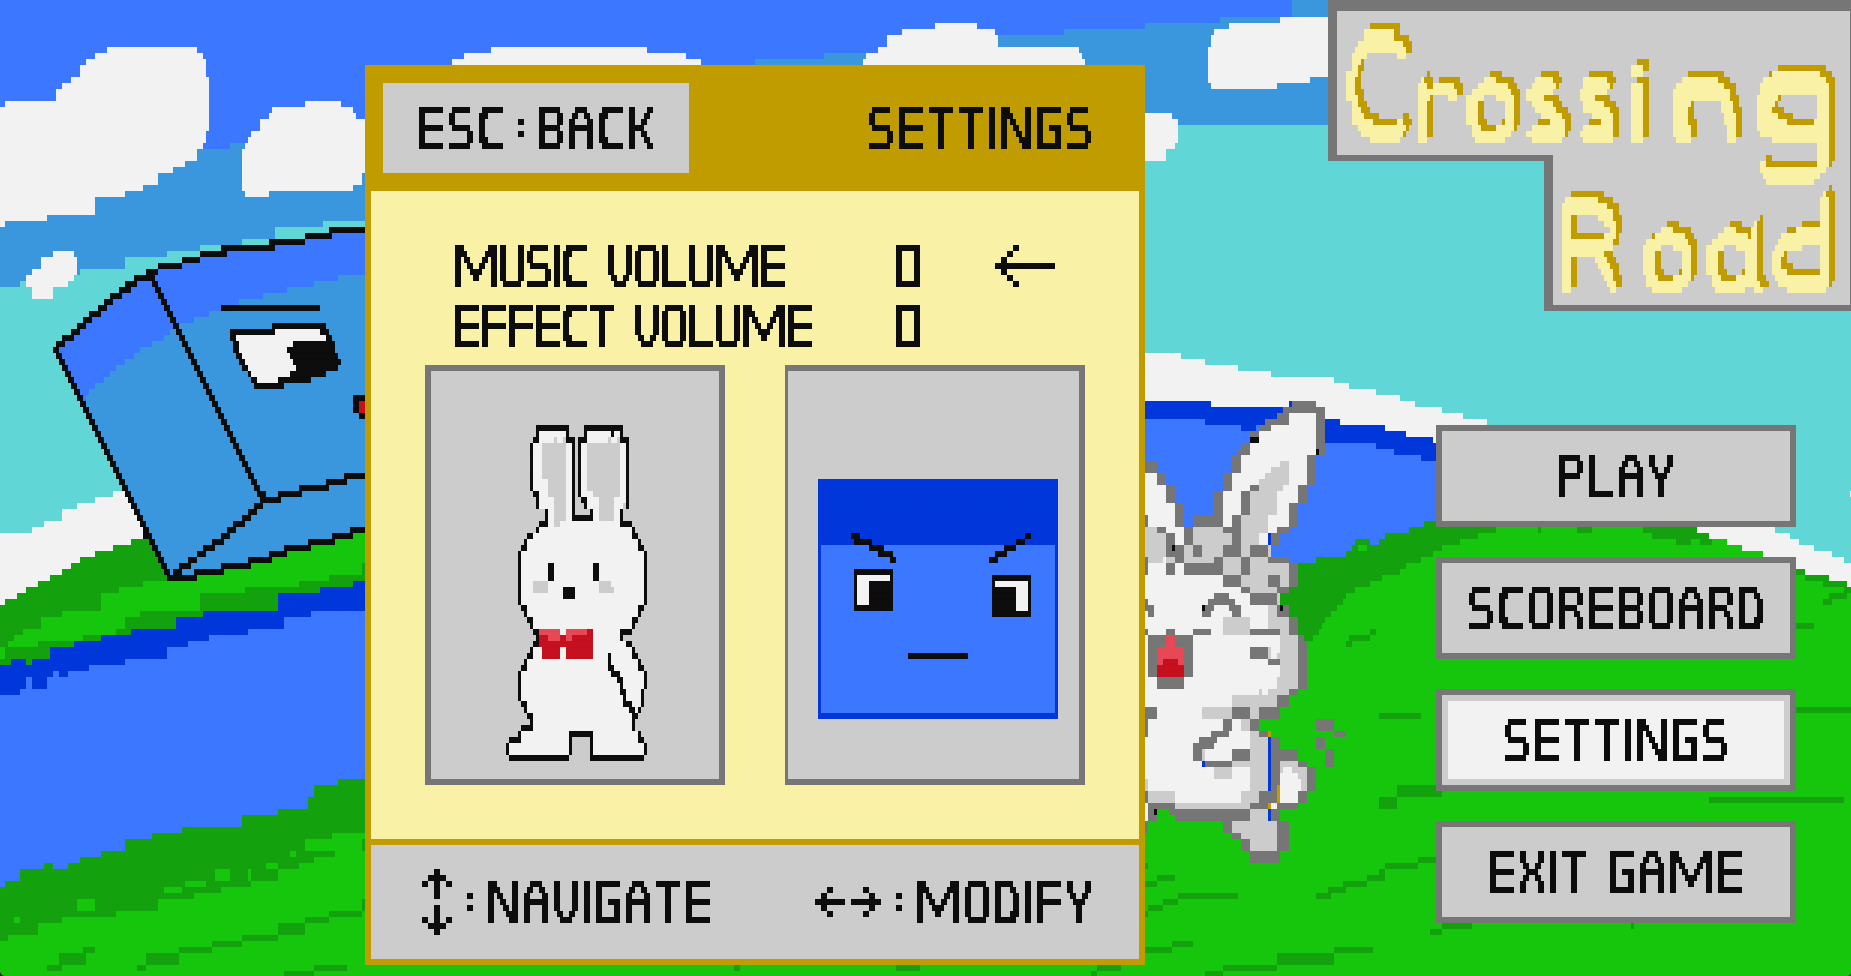 Crossing
Road
ESC:BACK
SETTINGS
MUSIC VOLUME 0 ←
EFFECT VOLUME 0
↕:NAVIGATE
←→:MODIFY
PLAY
SCOREBOARD
SETTINGS
EXIT GAME